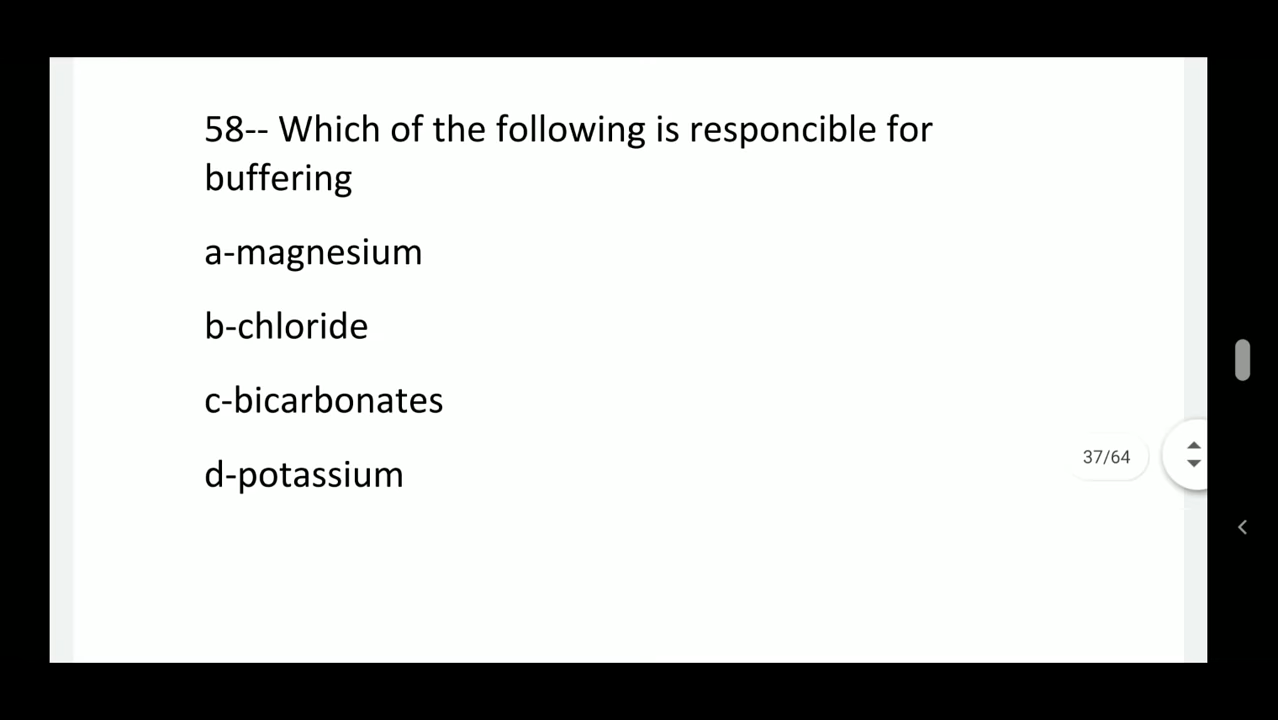 58-- Which of the following is responcible for
buffering
a-magnesium
b-chloride
c-bicarbonates
d-potassium
37/64